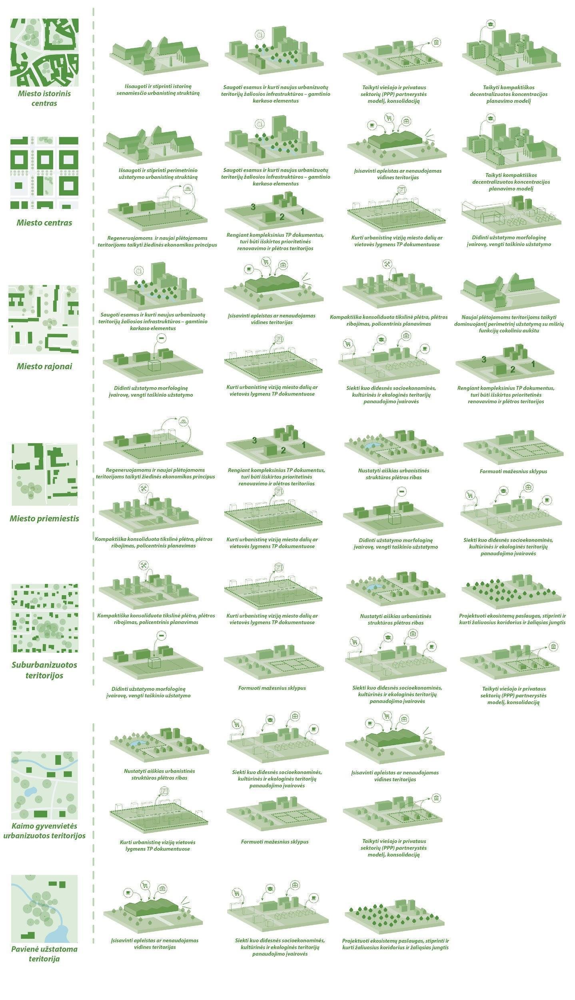 Miesto istorinis
centras
Išsaugoti ir stiprinti istorinę
senamiesčio urbanistinę struktūrą
Saugoti esamus ir kurti naujus urbanizuotų
teritorijų žaliosios infrastruktūros – gamtinio
karkaso elementus
Taikyti viešojo ir privataus
sektorių (PPP) partnerystės
modelį, konsolidaciją
Taikyti kompaktiškos
decentralizuotos koncentracijos
planavimo modelį
Miesto centras
Išsaugoti ir stiprinti perimetrinio
užstatymo urbanistinę struktūrą
Saugoti esamus ir kurti naujus urbanizuotų
teritorijų žaliosios infrastruktūros – gamtinio
karkaso elementus
Įsisavinti apleistas ar nenaudojamas
vidines teritorijas
Taikyti kompaktiškos
decentralizuotos koncentracijos
planavimo modelį
3
2
1
Regeneruojamoms ir naujai plėtojamoms
teritorijoms taikyti žiedinės ekonomikos principus
Rengiant kompleksinius TP dokumentus,
turi būti išskirtos prioritetinės
renovavimo ir plėtros teritorijos
Kurti urbanistinę viziją miesto dalių ar
vietovės lygmens TP dokumentuose
Didinti užstatymo morfologinę
įvairovę, vengti taškinio užstatymo
Miesto rajonai
Saugoti esamus ir kurti naujus urbanizuotų
teritorijų žaliosios infrastruktūros – gamtinio
karkaso elementus
Įsisavinti apleistas ar nenaudojamas
vidines teritorijas
Kompaktiška konsoliduota tikslinė plėtra, plėtros
ribojimas, policentrinis planavimas
Naujai plėtojamoms teritorijoms taikyti
dominuojantį perimetrinį užstatymą su mišrių
funkcijų cokoliniu aukštu
3
2
1
Didinti užstatymo morfologinę
įvairovę, vengti taškinio užstatymo
Kurti urbanistinę viziją miesto dalių ar
vietovės lygmens TP dokumentuose
Siekti kuo didesnės socioekonominės,
kultūrinės ir ekologinės teritorijų
panaudojimo įvairovės
Rengiant kompleksinius TP dokumentus,
turi būti išskirtos prioritetinės
renovavimo ir plėtros teritorijos
Miesto priemiestis
3
2
1
Regeneruojamoms ir naujai plėtojamoms
teritorijoms taikyti žiedinės ekonomikos principus
Rengiant kompleksinius TP dokumentus,
turi būti išskirtos prioritetinės
renovavimo ir plėtros teritorijos
Nustatyti aiškias urbanistinės
struktūros plėtros ribas
Formuoti mažesnius sklypus
Kompaktiška konsoliduota tikslinė plėtra, plėtros
ribojimas, policentrinis planavimas
Kurti urbanistinę viziją miesto dalių ar
vietovės lygmens TP dokumentuose
Didinti užstatymo morfologinę
įvairovę, vengti taškinio užstatymo
Siekti kuo didesnės socioekonominės,
kultūrinės ir ekologinės teritorijų
panaudojimo įvairovės
Suburbanizuotos
teritorijos
Kompaktiška konsoliduota tikslinė plėtra, plėtros
ribojimas, policentrinis planavimas
Kurti urbanistinę viziją miesto dalių ar
vietovės lygmens TP dokumentuose
Nustatyti aiškias urbanistinės
struktūros plėtros ribas
Projektuoti ekosistemų paslaugas, stiprinti ir
kurti žaliuosius koridorius ir žaliąsias jungtis
Didinti užstatymo morfologinę
įvairovę, vengti taškinio užstatymo
Formuoti mažesnius sklypus
Siekti kuo didesnės socioekonominės,
kultūrinės ir ekologinės teritorijų
panaudojimo įvairovės
Taikyti viešojo ir privataus
sektorių (PPP) partnerystės
modelį, konsolidaciją
Kaimo gyvenvietės
urbanizuotos teritorijos
Nustatyti aiškias urbanistinės
struktūros plėtros ribas
Siekti kuo didesnės socioekonominės,
kultūrinės ir ekologinės teritorijų
panaudojimo įvairovės
Įsisavinti apleistas ar nenaudojamas
vidines teritorijas
Kurti urbanistinę viziją vietovės
lygmens TP dokumentuose
Formuoti mažesnius sklypus
Taikyti viešojo ir privataus
sektorių (PPP) partnerystės
modelį, konsolidaciją
Pavienė užstatoma
teritorija
Įsisavinti apleistas ar nenaudojamas
vidines teritorijas
Siekti kuo didesnės socioekonominės,
kultūrinės ir ekologinės teritorijų
panaudojimo įvairovės
Projektuoti ekosistemų paslaugas, stiprinti ir
kurti žaliuosius koridorius ir žaliąsias jungtis